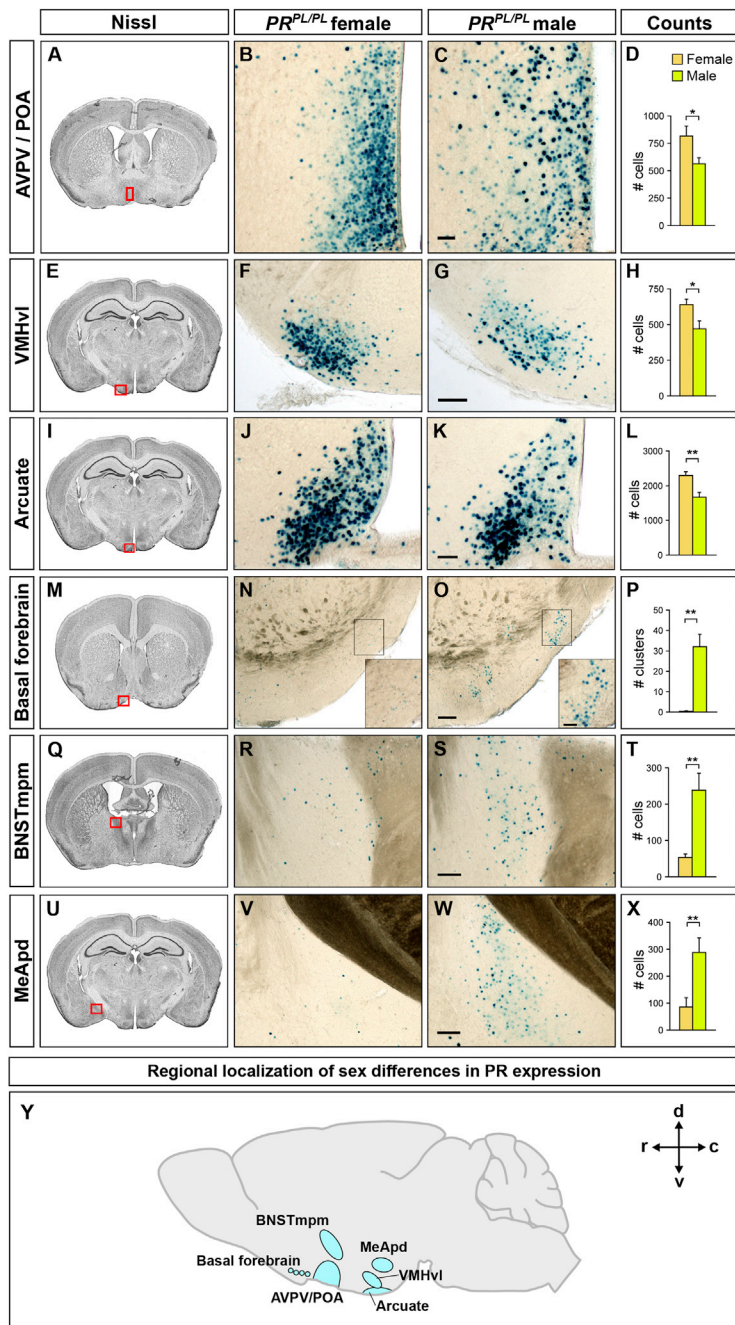 Nissl PR^PL/PL female PR^PL/PL male Counts
AVPV / POA
A B C D
Female
Male
1000
750
500
250
0
# cells
*
VMHvl
E F G H
750
500
250
0
# cells
*
Arcuate
I J K L
3000
2000
1000
0
# cells
**
Basal forebrain
M N O P
50
40
30
20
10
0
# clusters
**
BNSTmpm
Q R S T
300
200
100
0
# cells
**
MeApd
U V W X
400
300
200
100
0
# cells
**
Regional localization of sex differences in PR expression
Y
d
r c
v
BNSTmpm
MeApd
Basal forebrain
VMHvl
AVPV/POA
Arcuate